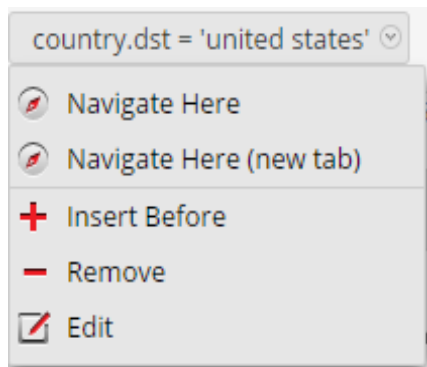 country.dst = 'united states'
Navigate Here
Navigate Here (new tab)
Insert Before
Remove
Edit